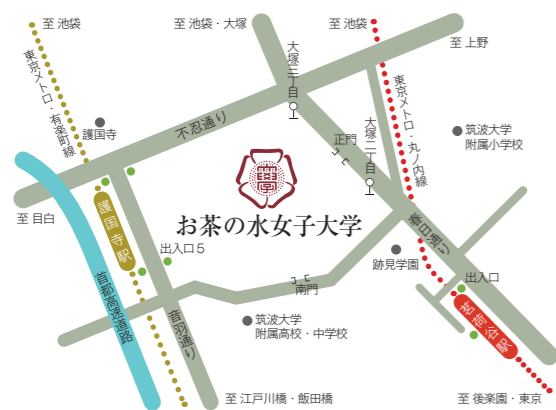 至 池袋
至 池袋・大塚
至 池袋
至 上野
東京メトロ・有楽町線
大塚三丁目
東京メトロ・丸ノ内線
護国寺
不忍通り
正門
大塚二丁目
筑波大学
附属小学校
至 目白
護国寺駅
お茶の水女子大学
春日通り
出入口5
跡見学園
首都高速道路
南門
出入口
音羽通り
筑波大学
附属高校・中学校
茗荷谷駅
至 江戸川橋・飯田橋
至 後楽園・東京